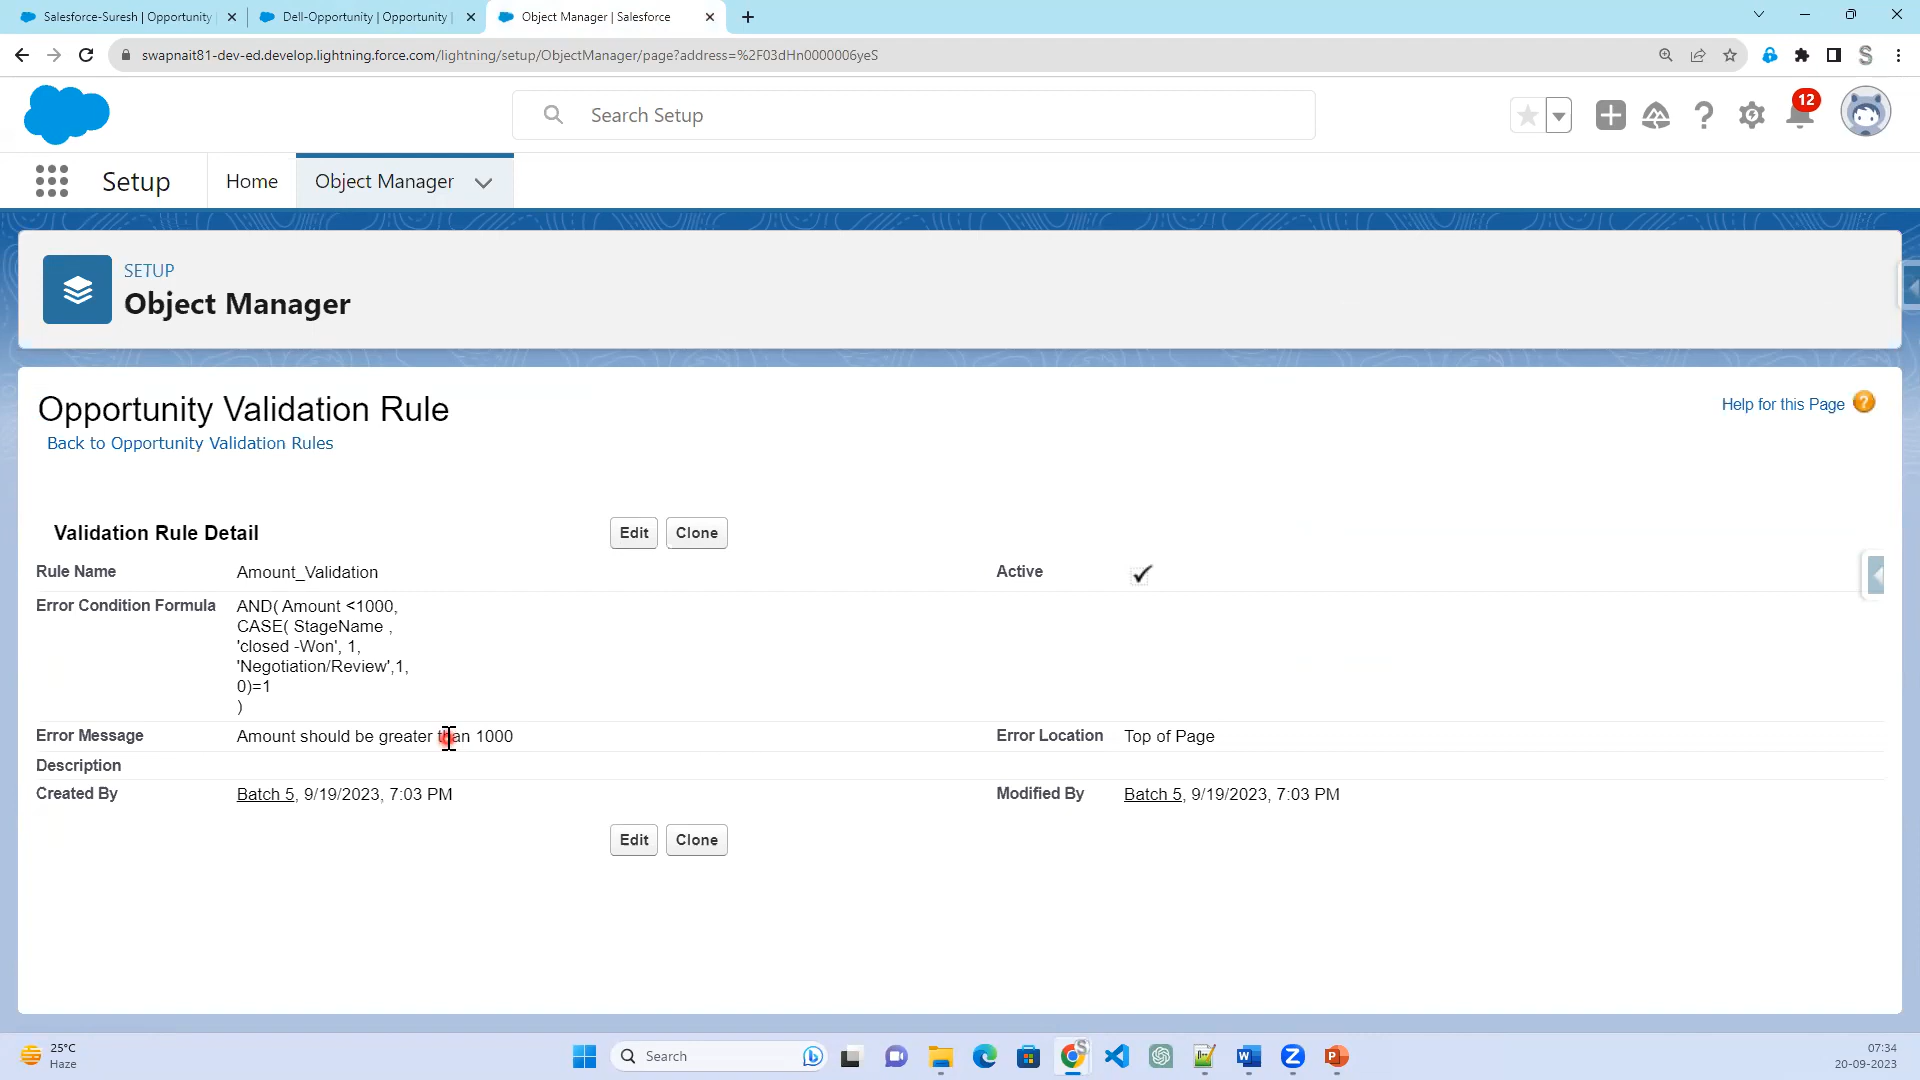 Salesforce-Suresh | Opportunity
Dell-Opportunity | Opportunity |
Object Manager | Salesforce
swapnait81-dev-ed.develop.lightning.force.com/lightning/setup/ObjectManager/page?address=%2F03dHn0000006yeS
Search Setup
12
Setup
Home
Object Manager
SETUP
Object Manager
Opportunity Validation Rule
Help for this Page ?
Back to Opportunity Validation Rules
Validation Rule Detail
Edit
Clone
Rule Name
Amount_Validation
Active
Error Condition Formula
AND( Amount <1000,
CASE( StageName ,
'closed -Won', 1,
'Negotiation/Review',1,
0)=1
)
Error Message
Amount should be greater than 1000
Error Location
Top of Page
Description
Created By
Batch 5, 9/19/2023, 7:03 PM
Modified By
Batch 5, 9/19/2023, 7:03 PM
Edit
Clone
25°C
Haze
Search
07:34
20-09-2023